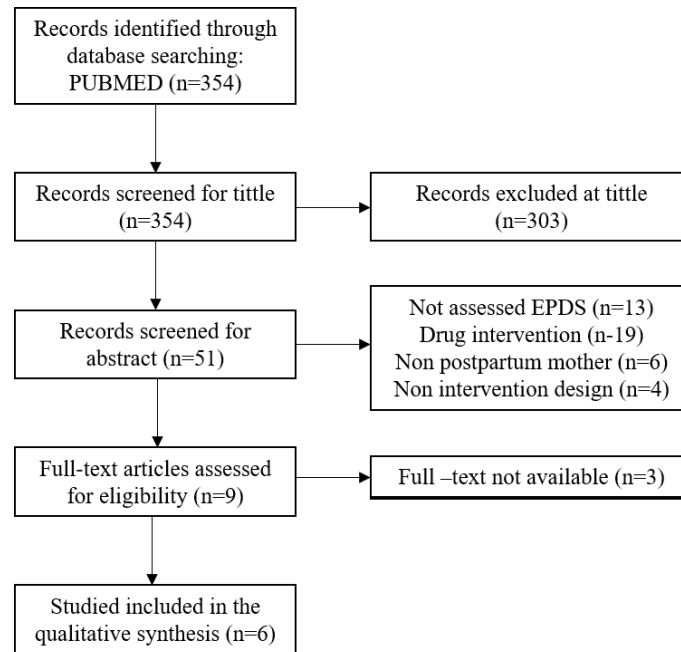 Records identified through
database searching:
PUBMED (n=354)
Records screened for tittle
(n=354)
Records excluded at tittle
(n=303)
Records screened for
abstract (n=51)
Not assessed EPDS (n=13)
Drug intervention (n-19)
Non postpartum mother (n=6)
Non intervention design (n=4)
Full-text articles assessed
for eligibility (n=9)
Full –text not available (n=3)
Studied included in the
qualitative synthesis (n=6)